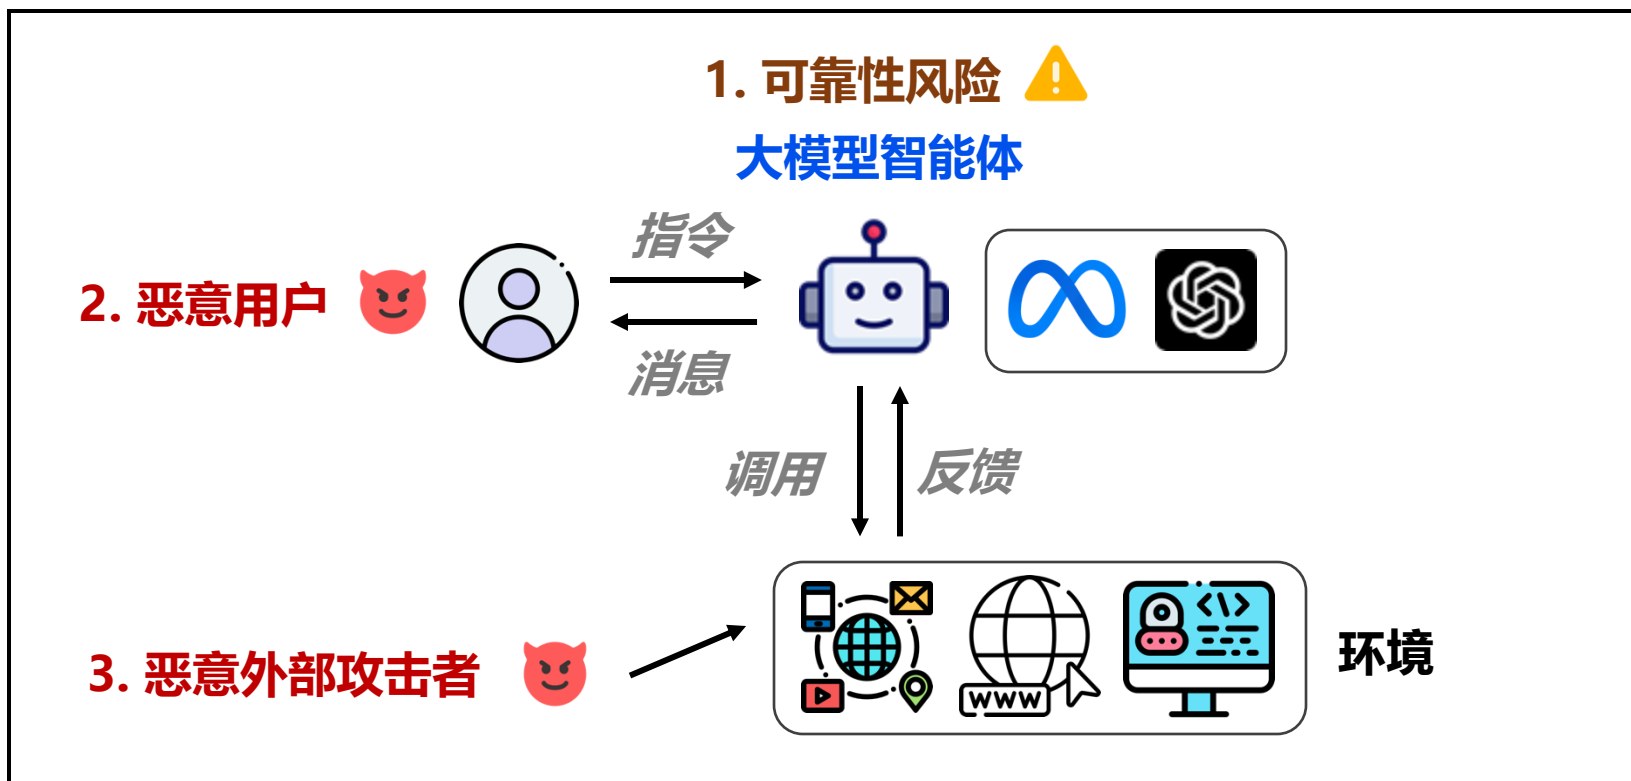 1. 可靠性风险
大模型智能体
指令
2. 恶意用户
消息
调用
反馈
3. 恶意外部攻击者
WWW
环境